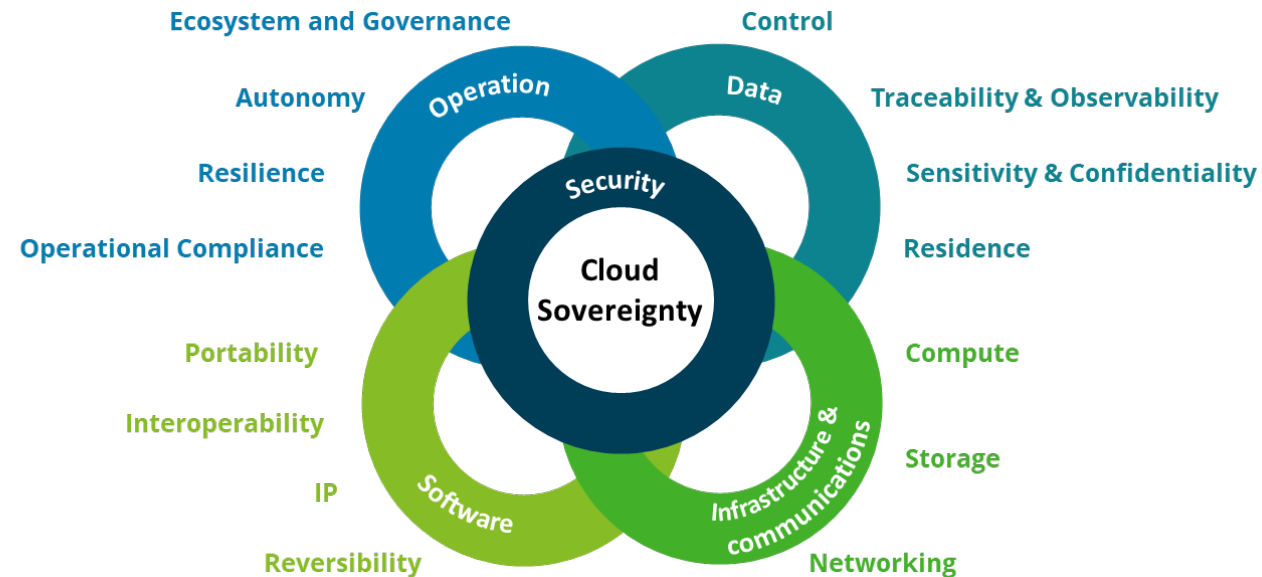 Ecosystem and Governance
Control
Autonomy
Operation
Data
Traceability & Observability
Resilience
Security
Sensitivity & Confidentiality
Operational Compliance
Residence
Cloud
Sovereignty
Portability
Compute
Interoperability
Storage
IP
Software
Infrastructure &
communications
Reversibility
Networking